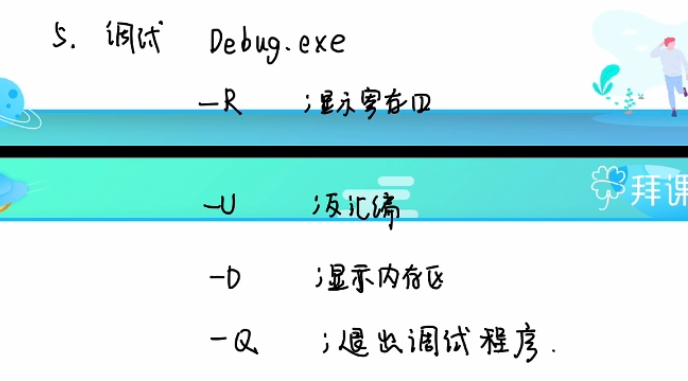 5. 调试 Debug.exe
-R ;显示寄存四
拜课
-U ;反汇编
-D ;显示内存区
-Q ;退出调试程序.